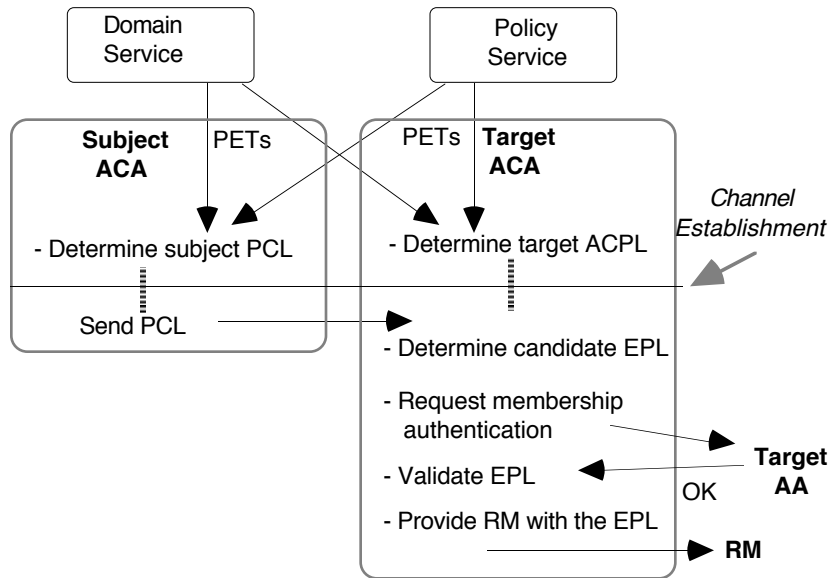 Domain
Service
Policy
Service
Subject
ACA
PETs
PETs
Target
ACA
Channel
Establishment
- Determine subject PCL
- Determine target ACPL
Send PCL
- Determine candidate EPL
- Request membership
authentication
- Validate EPL
OK
Target
AA
- Provide RM with the EPL
RM